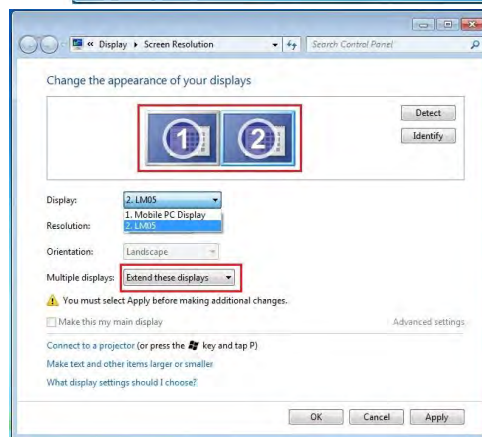 « Display ▸ Screen Resolution
Search Control Panel
Change the appearance of your displays
1 2
Detect
Identify
Display: 2. LM05
1. Mobile PC Display
2. LM05
Resolution:
Orientation: Landscape
Multiple displays: Extend these displays
You must select Apply before making additional changes.
Make this my main display
Advanced settings
Connect to a projector (or press the key and tap P)
Make text and other items larger or smaller
What display settings should I choose?
OK Cancel Apply